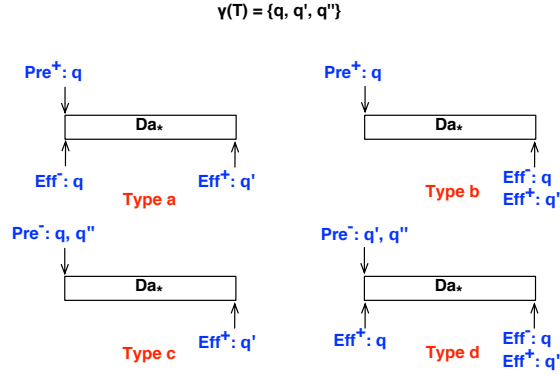 γ(T) = {q, q', q''}
Pre⁺: q
Da*
Eff⁻: q
Eff⁺: q'
Type a
Pre⁺: q
Da*
Eff⁻: q
Eff⁺: q'
Type b
Pre⁻: q, q''
Da*
Eff⁺: q'
Type c
Pre⁻: q', q''
Da*
Eff⁺: q
Eff⁻: q
Eff⁺: q'
Type d